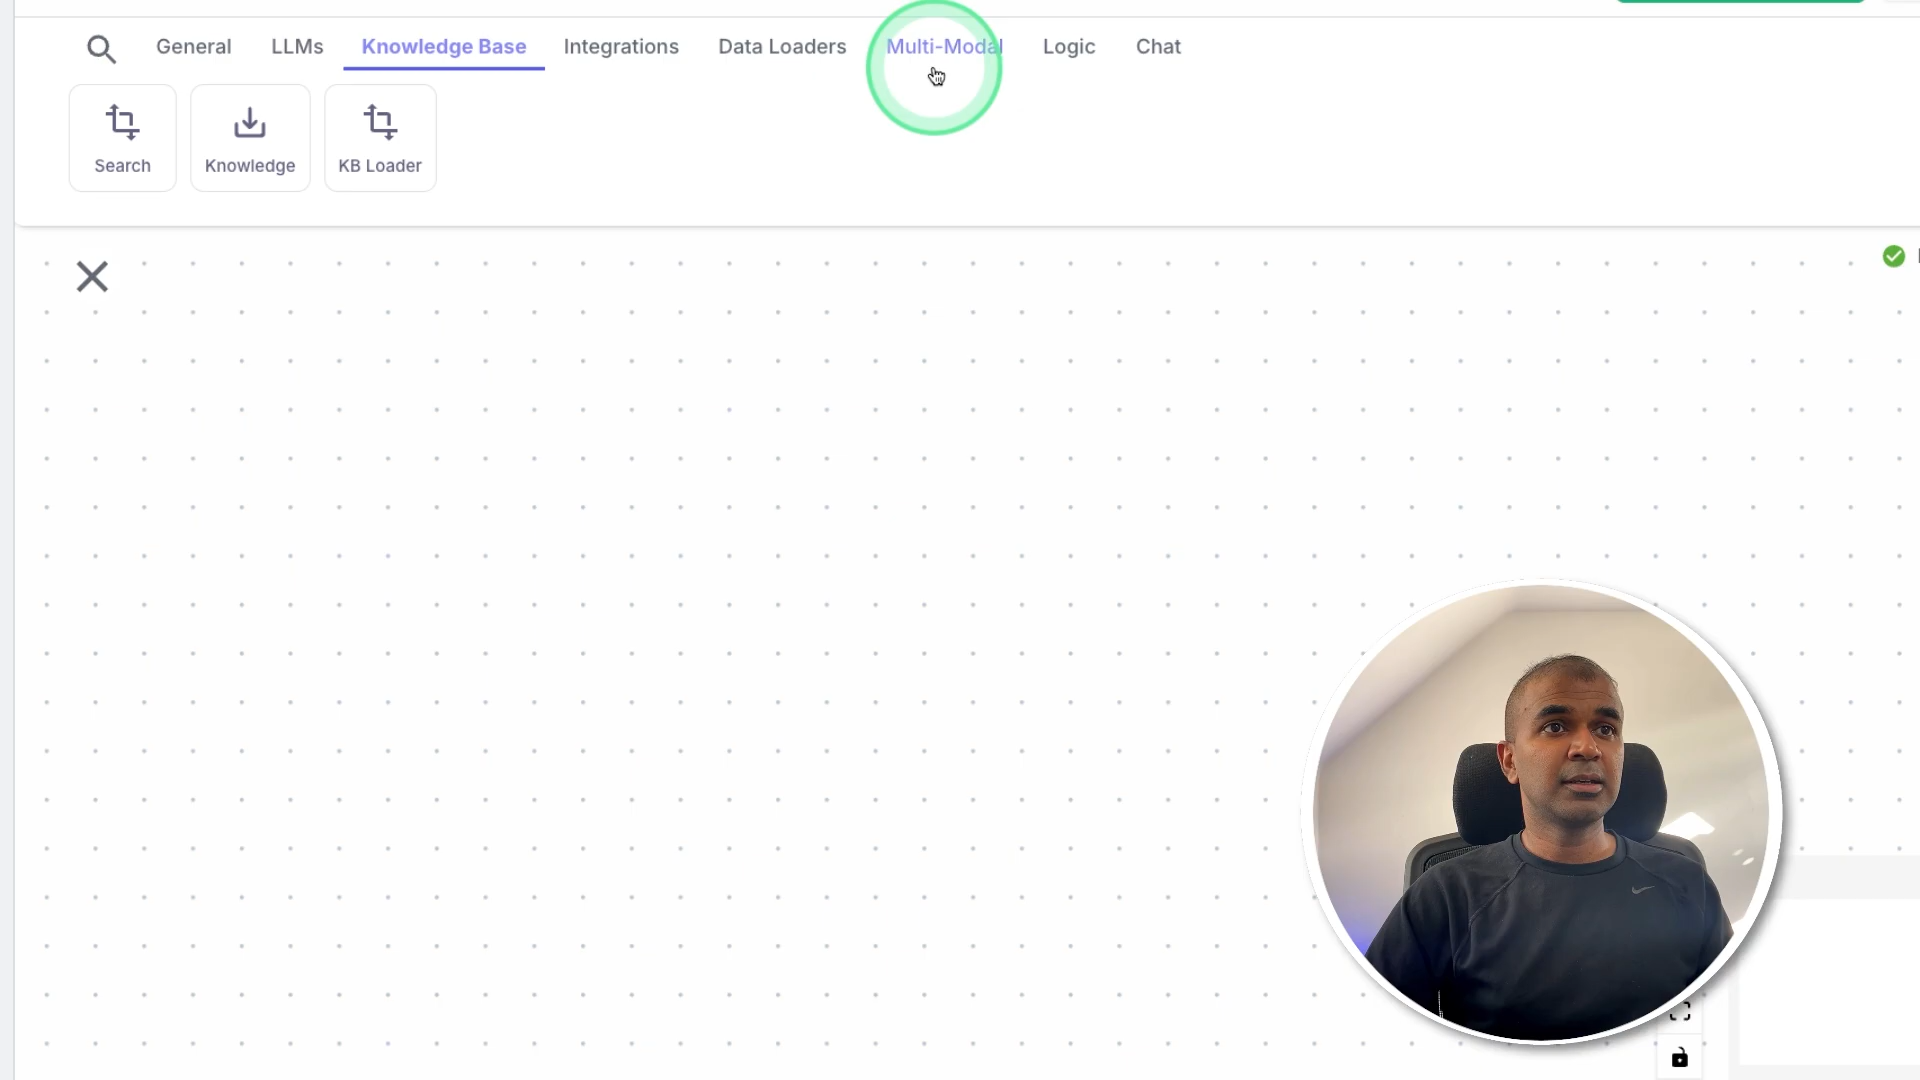 General LLMs Knowledge Base Integrations Data Loaders Multi-Modal Logic Chat
Search Knowledge KB Loader